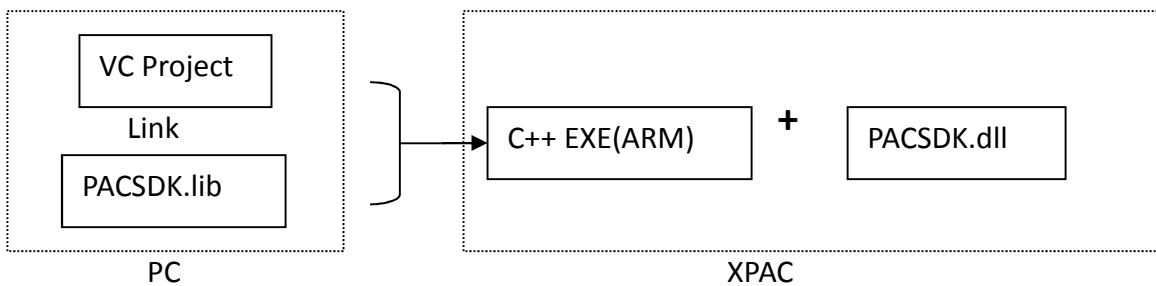 VC Project
Link
PACSDK.lib
PC
C++ EXE(ARM)
+
PACSDK.dll
XPAC